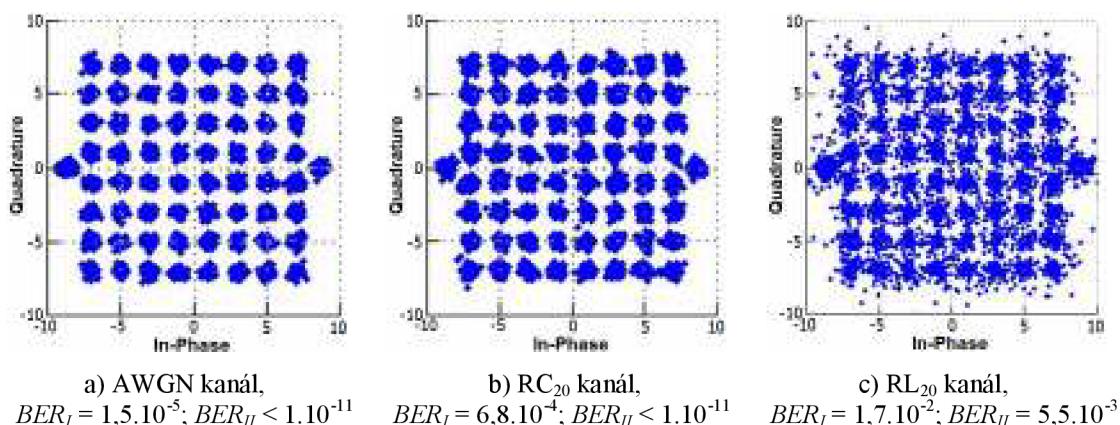 10
5
0
-5
-10
Quadrature
-10 -5 0 5 10
In-Phase
10
5
0
-5
-10
Quadrature
-10 -5 0 5 10
In-Phase
10
5
0
-5
-10
Quadrature
-10 -5 0 5 10
In-Phase
a) AWGN kanál,
BER_I = 1,5.10^-5; BER_II < 1.10^-11
b) RC_20 kanál,
BER_I = 6,8.10^-4; BER_II < 1.10^-11
c) RL_20 kanál,
BER_I = 1,7.10^-2; BER_II = 5,5.10^-3